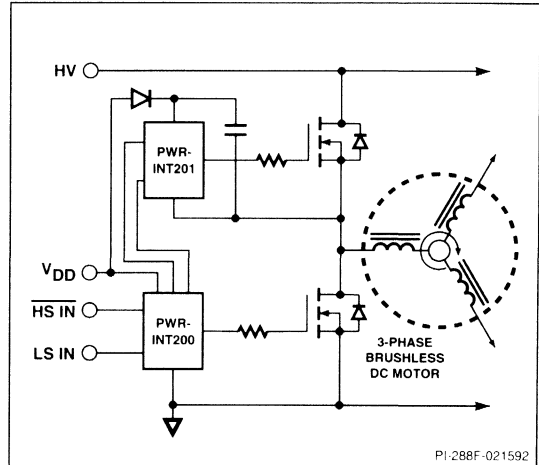 HV
PWR-
INT201
VDD
HS IN
LS IN
PWR-
INT200
3-PHASE
BRUSHLESS
DC MOTOR
PI-288F-021592